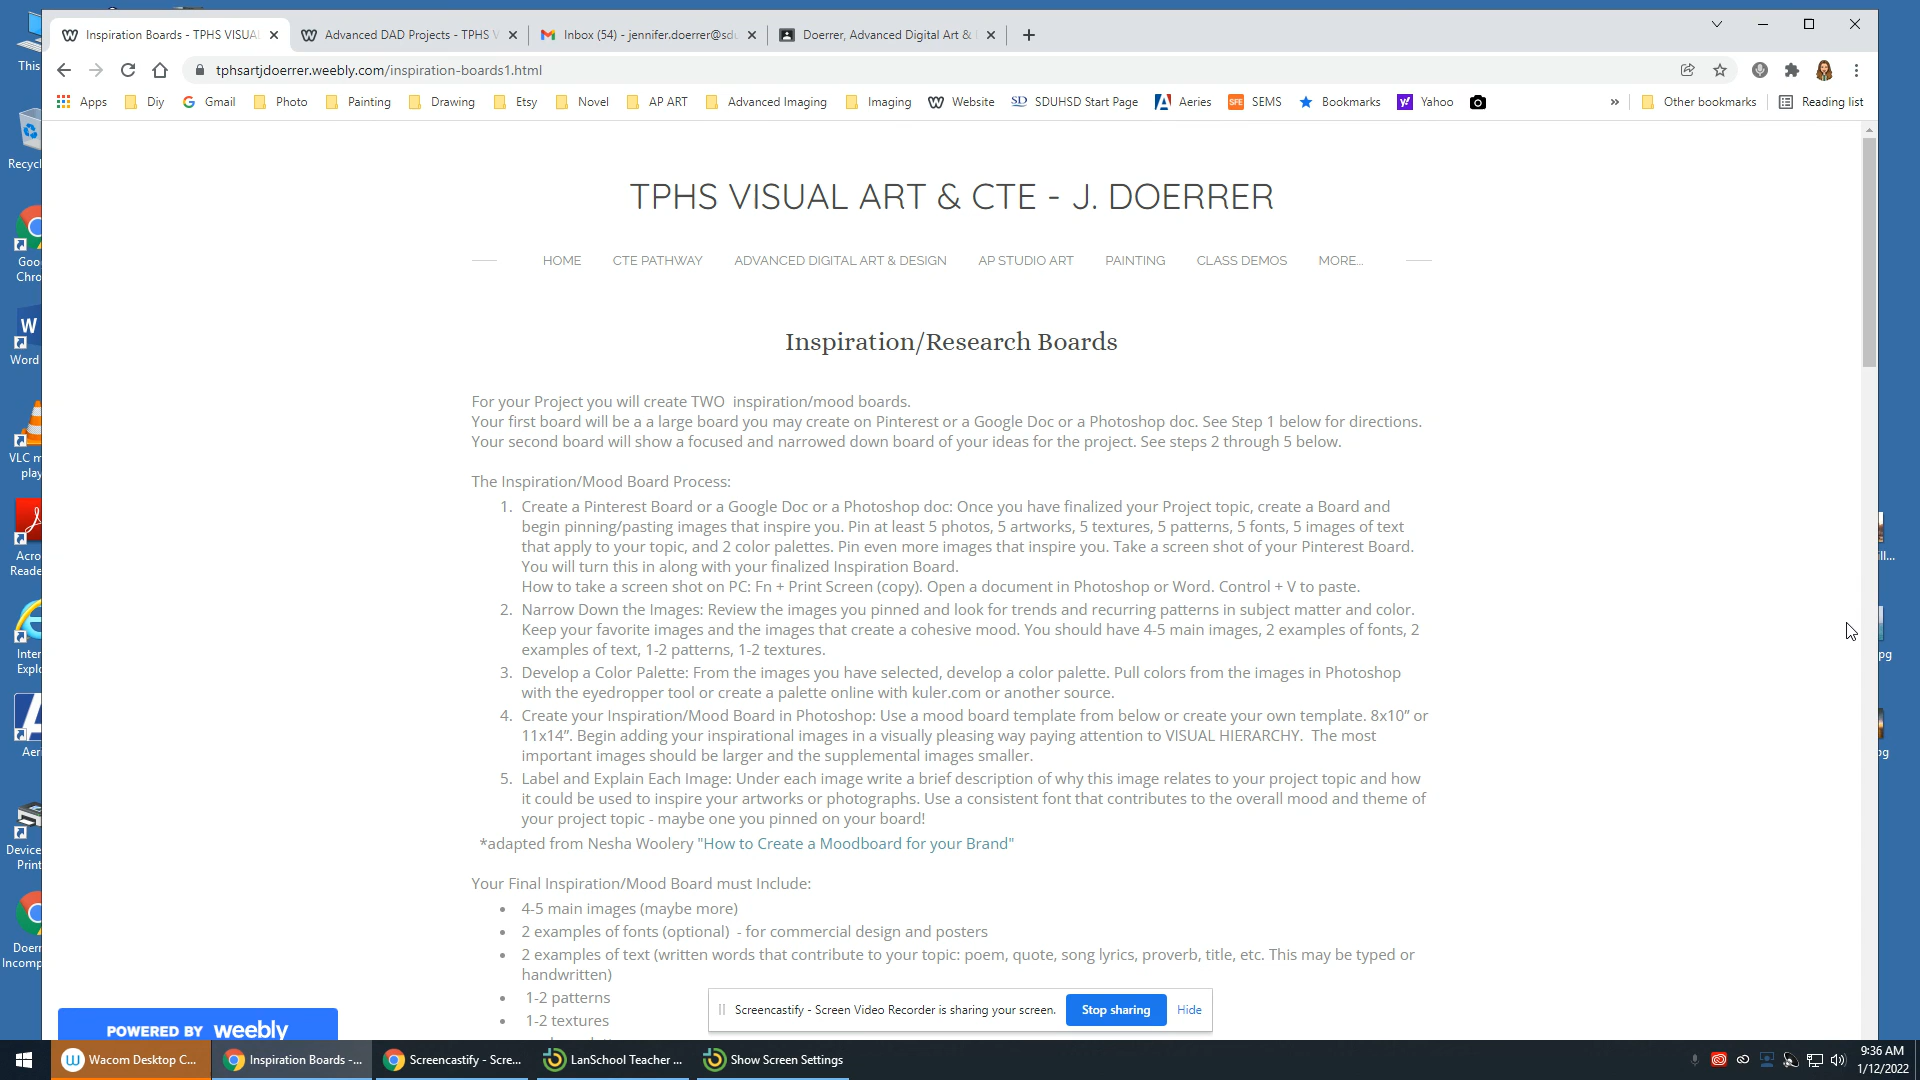 Inspiration Boards - TPHS VISUA
Advanced DAD Projects - TPHS V
Inbox (54) - jennifer.doerrer@sdu
Doerrer, Advanced Digital Art &
tphsartjdoerrer.weebly.com/inspiration-boards1.html
Apps Diy Gmail Photo Painting Drawing Etsy Novel AP ART Advanced Imaging Imaging Website SDUHSD Start Page Aeries SEMS Bookmarks Yahoo Other bookmarks Reading list
TPHS VISUAL ART & CTE - J. DOERRER
HOME CTE PATHWAY ADVANCED DIGITAL ART & DESIGN AP STUDIO ART PAINTING CLASS DEMOS MORE...
Inspiration/Research Boards
For your Project you will create TWO inspiration/mood boards.
Your first board will be a a large board you may create on Pinterest or a Google Doc or a Photoshop doc. See Step 1 below for directions.
Your second board will show a focused and narrowed down board of your ideas for the project. See steps 2 through 5 below.
The Inspiration/Mood Board Process:
1. Create a Pinterest Board or a Google Doc or a Photoshop doc: Once you have finalized your Project topic, create a Board and
begin pinning/pasting images that inspire you. Pin at least 5 photos, 5 artworks, 5 textures, 5 patterns, 5 fonts, 5 images of text
that apply to your topic, and 2 color palettes. Pin even more images that inspire you. Take a screen shot of your Pinterest Board.
You will turn this in along with your finalized Inspiration Board.
How to take a screen shot on PC: Fn + Print Screen (copy). Open a document in Photoshop or Word. Control + V to paste.
2. Narrow Down the Images: Review the images you pinned and look for trends and recurring patterns in subject matter and color.
Keep your favorite images and the images that create a cohesive mood. You should have 4-5 main images, 2 examples of fonts, 2
examples of text, 1-2 patterns, 1-2 textures.
3. Develop a Color Palette: From the images you have selected, develop a color palette. Pull colors from the images in Photoshop
with the eyedropper tool or create a palette online with kuler.com or another source.
4. Create your Inspiration/Mood Board in Photoshop: Use a mood board template from below or create your own template. 8x10” or
11x14”. Begin adding your inspirational images in a visually pleasing way paying attention to VISUAL HIERARCHY. The most
important images should be larger and the supplemental images smaller.
5. Label and Explain Each Image: Under each image write a brief description of why this image relates to your project topic and how
it could be used to inspire your artworks or photographs. Use a consistent font that contributes to the overall mood and theme of
your project topic - maybe one you pinned on your board!
*adapted from Nesha Woolery "How to Create a Moodboard for your Brand"
Your Final Inspiration/Mood Board must Include:
• 4-5 main images (maybe more)
• 2 examples of fonts (optional) - for commercial design and posters
• 2 examples of text (written words that contribute to your topic: poem, quote, song lyrics, proverb, title, etc. This may be typed or
handwritten)
• 1-2 patterns
• 1-2 textures
POWERED BY weebly
Screencastify - Screen Video Recorder is sharing your screen. Stop sharing Hide
This
Recycl
Goo
Chro
Word
VLC m
play
Acro
Reade
Inter
Explo
Aer
Device
Print
Doerr
Incomp
ill...
pg
pg
Wacom Desktop C...
Inspiration Boards -...
Screencastify - Scre...
LanSchool Teacher ...
Show Screen Settings
9:36 AM
1/12/2022